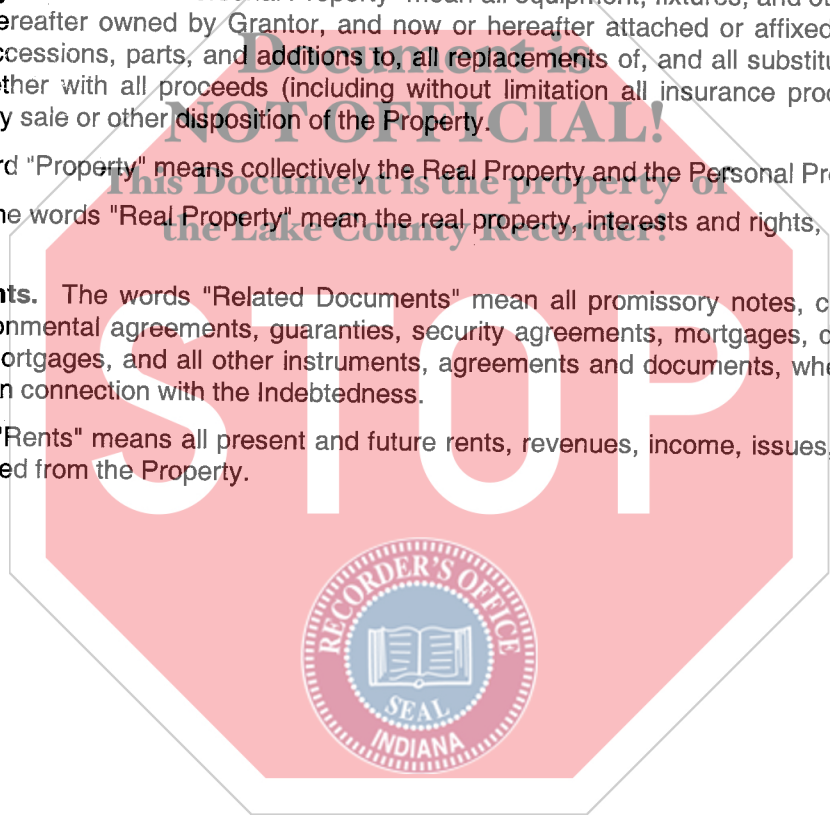 ereafter owned by Grantor, and now or hereafter attached or affixed
ccessions, parts, and additions to, all replacements of, and all substitu
ther with all proceeds (including without limitation all insurance proc
y sale or other disposition of the Property.
rd "Property" means collectively the Real Property and the Personal Pr
he words "Real Property" mean the real property, interests and rights,
nts. The words "Related Documents" mean all promissory notes, c
onmental agreements, guaranties, security agreements, mortgages, d
ortgages, and all other instruments, agreements and documents, whe
n connection with the Indebtedness.
"Rents" means all present and future rents, revenues, income, issues,
ed from the Property.
Document is
NOT OFFICIAL!
This Document is the property of
the Lake County Recorder!
STOP
RECORDER'S OFFICE
SEAL
INDIANA